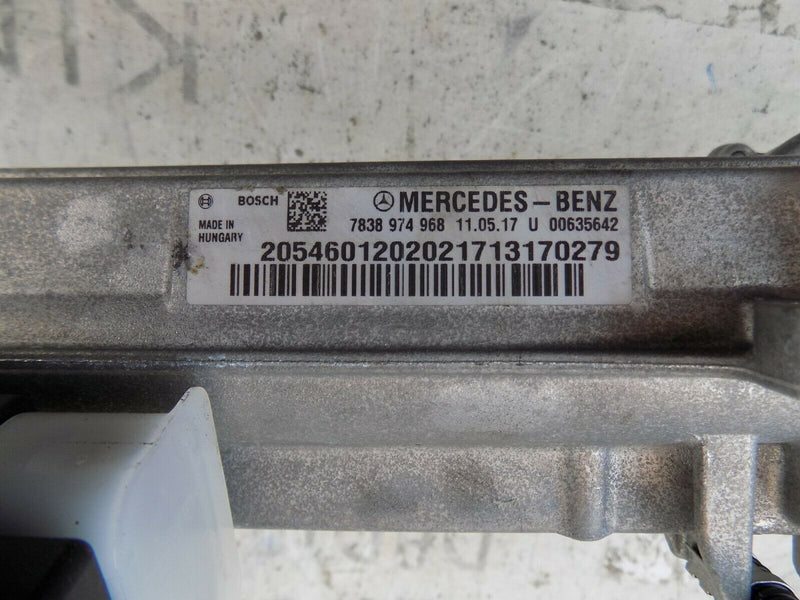 BOSCH
MERCEDES-BENZ
MADE IN
HUNGARY
7838 974 968 11.05.17 U 00635642
2054601202021713170279